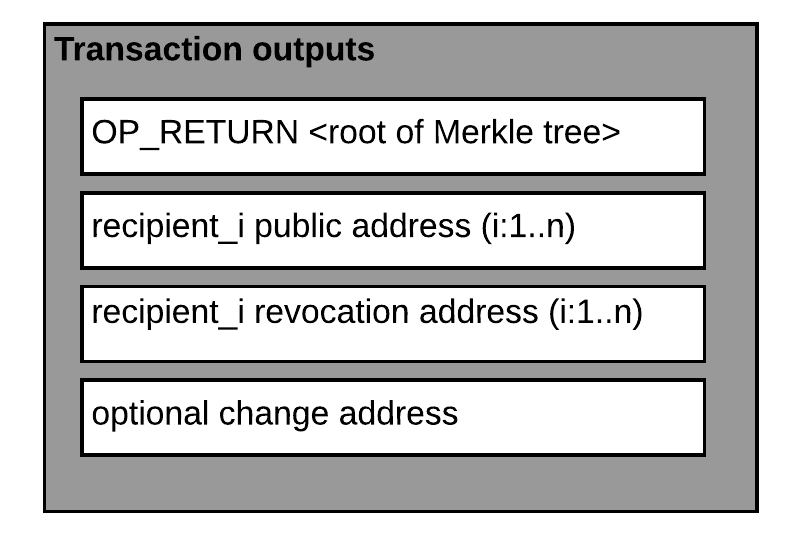 Transaction outputs
OP_RETURN <root of Merkle tree>
recipient_i public address (i:1..n)
recipient_i revocation address (i:1..n)
optional change address